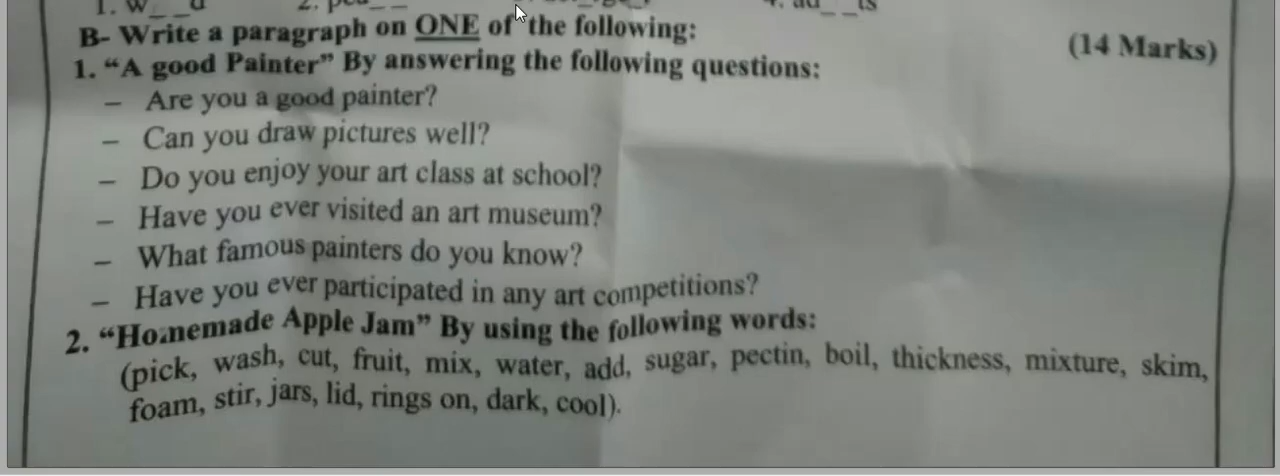 B- Write a paragraph on ONE of the following: (14 Marks)
1. “A good Painter” By answering the following questions:
– Are you a good painter?
– Can you draw pictures well?
– Do you enjoy your art class at school?
– Have you ever visited an art museum?
– What famous painters do you know?
– Have you ever participated in any art competitions?
2. “Homemade Apple Jam” By using the following words:
(pick, wash, cut, fruit, mix, water, add, sugar, pectin, boil, thickness, mixture, skim,
foam, stir, jars, lid, rings on, dark, cool).